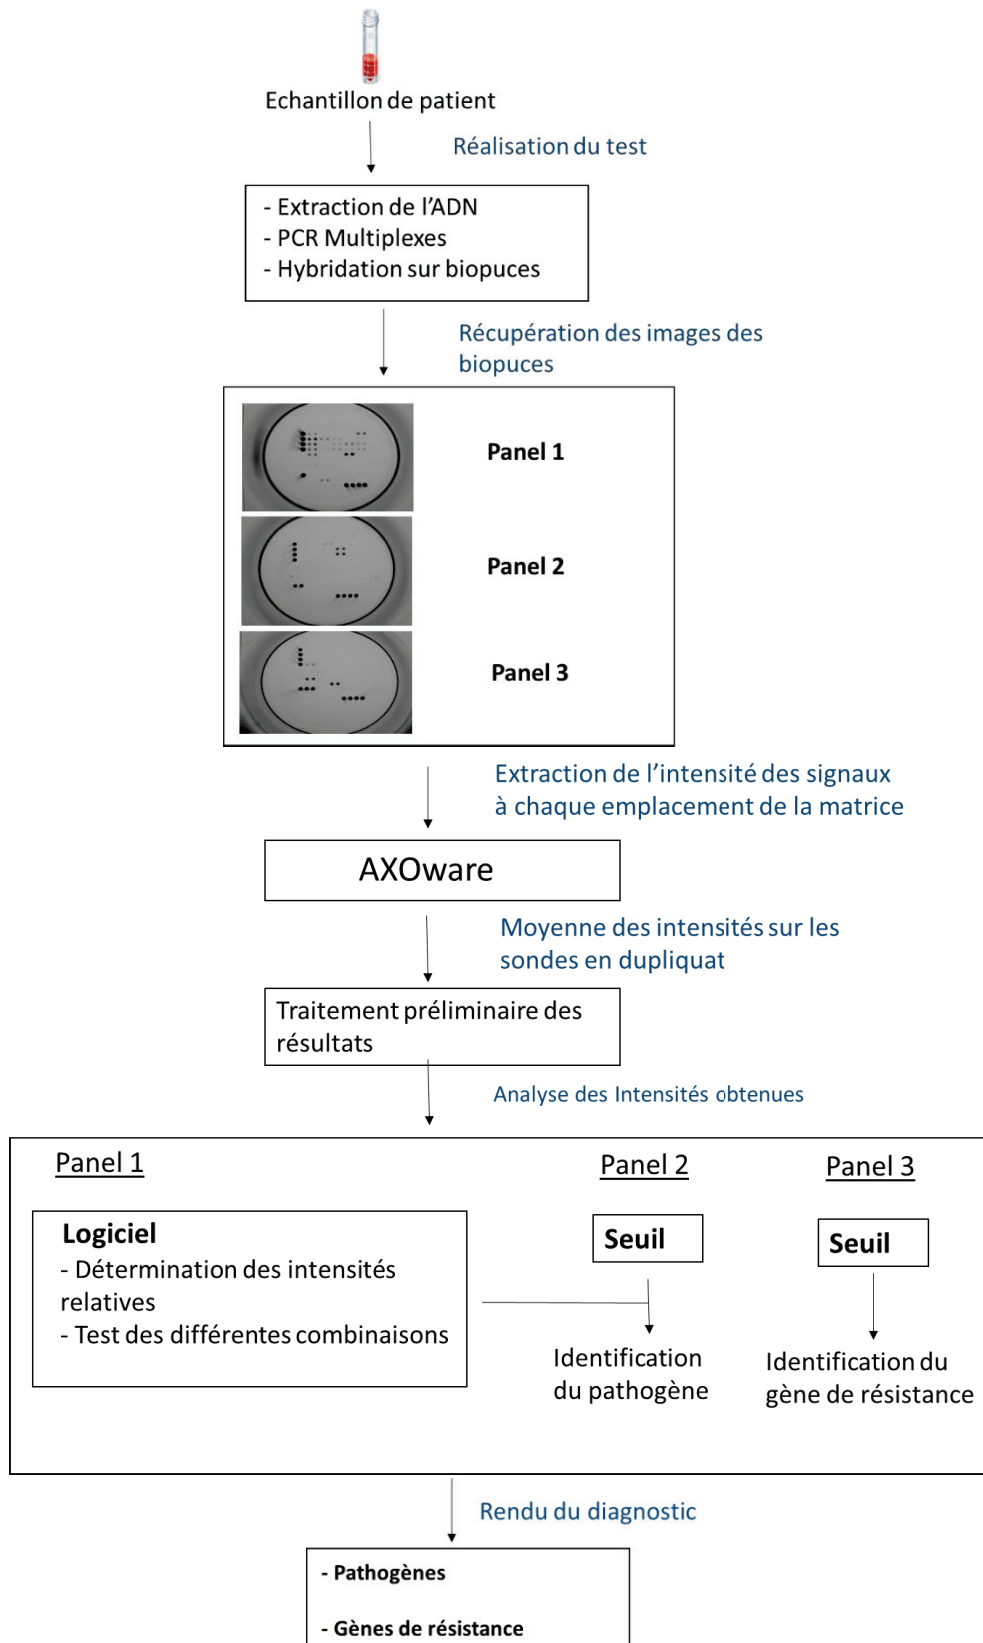 Echantillon de patient
Réalisation du test
- Extraction de l'ADN
- PCR Multiplexes
- Hybridation sur biopuces
Récupération des images des
biopuces
Panel 1
Panel 2
Panel 3
Extraction de l'intensité des signaux
à chaque emplacement de la matrice
AXOware
Moyenne des intensités sur les
sondes en dupliquat
Traitement préliminaire des
résultats
Analyse des Intensités obtenues
Panel 1
Logiciel
- Détermination des intensités
relatives
- Test des différentes combinaisons
Panel 2
Seuil
Identification
du pathogène
Panel 3
Seuil
Identification du
gène de résistance
Rendu du diagnostic
- Pathogènes
- Gènes de résistance